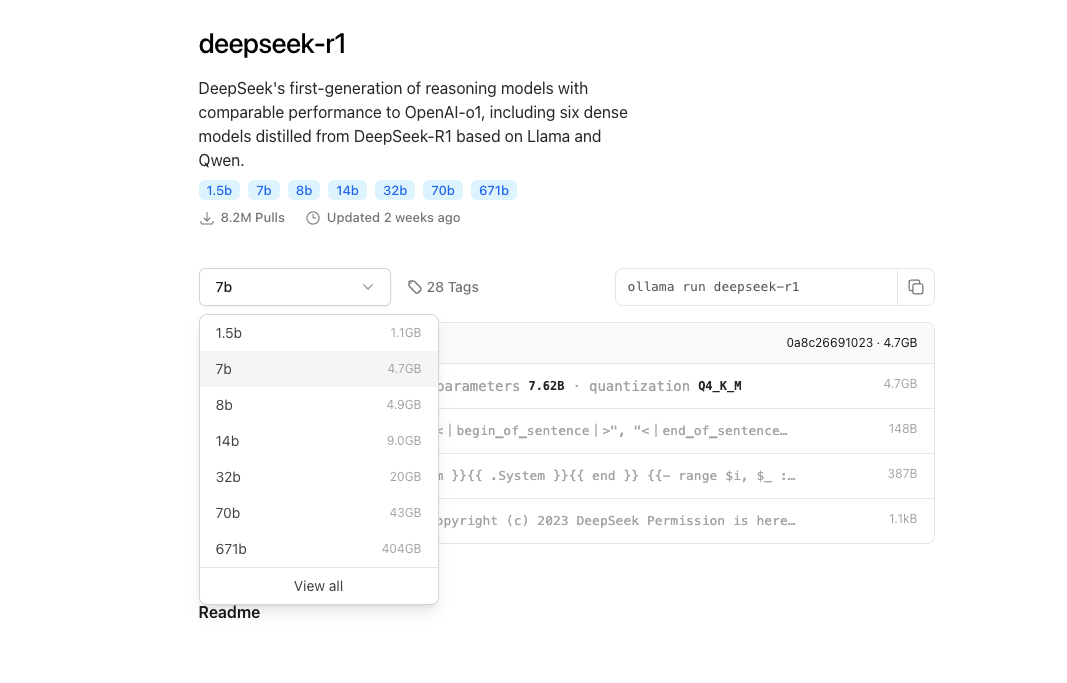 deepseek-r1
DeepSeek's first-generation of reasoning models with
comparable performance to OpenAI-o1, including six dense
models distilled from DeepSeek-R1 based on Llama and
Qwen.
1.5b 7b 8b 14b 32b 70b 671b
8.2M Pulls Updated 2 weeks ago
7b 28 Tags ollama run deepseek-r1
1.5b 1.1GB
7b 4.7GB
8b 4.9GB
14b 9.0GB
32b 20GB
70b 43GB
671b 404GB
View all
0a8c26691023 · 4.7GB
parameters 7.62B · quantization Q4_K_M 4.7GB
<|begin_of_sentence|>", "<|end_of_sentence… 148B
}}{{ .System }}{{ end }} {{- range $i, $_ :… 387B
opyright (c) 2023 DeepSeek Permission is here… 1.1kB
Readme